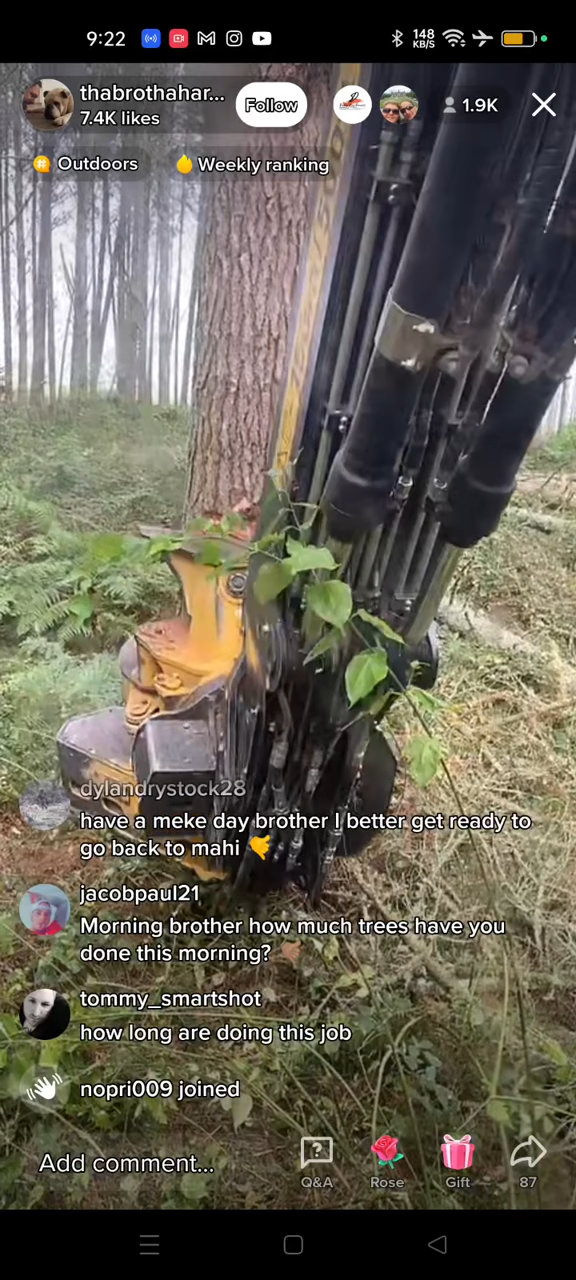 9:22
148
KB/S
thabrothahar...
7.4K likes
Follow
1.9K
Outdoors
Weekly ranking
dylandrystock28
have a meke day brother I better get ready to
go back to mahi
jacobpaul21
Morning brother how much trees have you
done this morning?
tommy_smartshot
how long are doing this job
nopri009 joined
Add comment...
Q&A
Rose
Gift
87